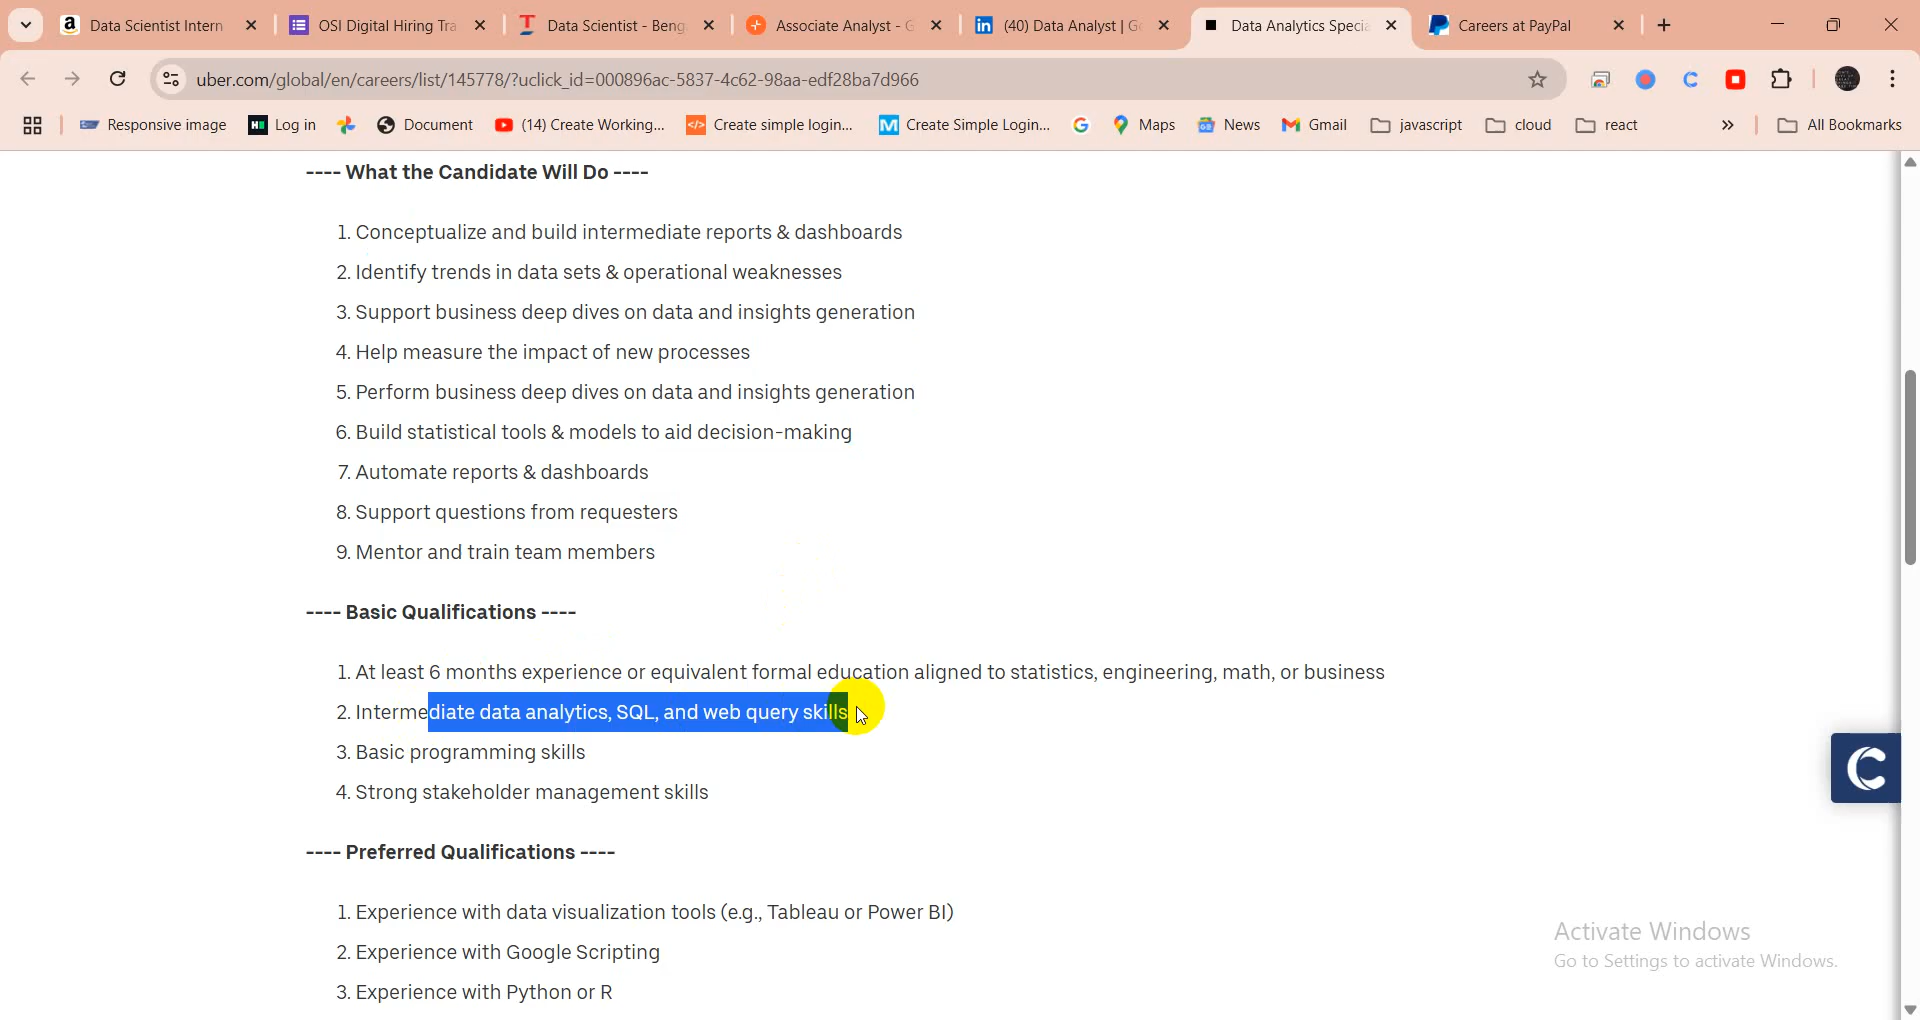 Data Scientist Intern
OSI Digital Hiring Tra
Data Scientist - Beng
Associate Analyst - G
(40) Data Analyst | Ge
Data Analytics Specia
Careers at PayPal
uber.com/global/en/careers/list/145778/?uclick_id=000896ac-5837-4c62-98aa-edf28ba7d966
Responsive image
Log in
Document
(14) Create Working...
Create simple login...
Create Simple Login...
Maps
News
Gmail
javascript
cloud
react
All Bookmarks
---- What the Candidate Will Do ----
1. Conceptualize and build intermediate reports & dashboards
2. Identify trends in data sets & operational weaknesses
3. Support business deep dives on data and insights generation
4. Help measure the impact of new processes
5. Perform business deep dives on data and insights generation
6. Build statistical tools & models to aid decision-making
7. Automate reports & dashboards
8. Support questions from requesters
9. Mentor and train team members
---- Basic Qualifications ----
1. At least 6 months experience or equivalent formal education aligned to statistics, engineering, math, or business
2. Intermediate data analytics, SQL, and web query skills
3. Basic programming skills
4. Strong stakeholder management skills
---- Preferred Qualifications ----
1. Experience with data visualization tools (e.g., Tableau or Power BI)
2. Experience with Google Scripting
3. Experience with Python or R
Activate Windows
Go to Settings to activate Windows.